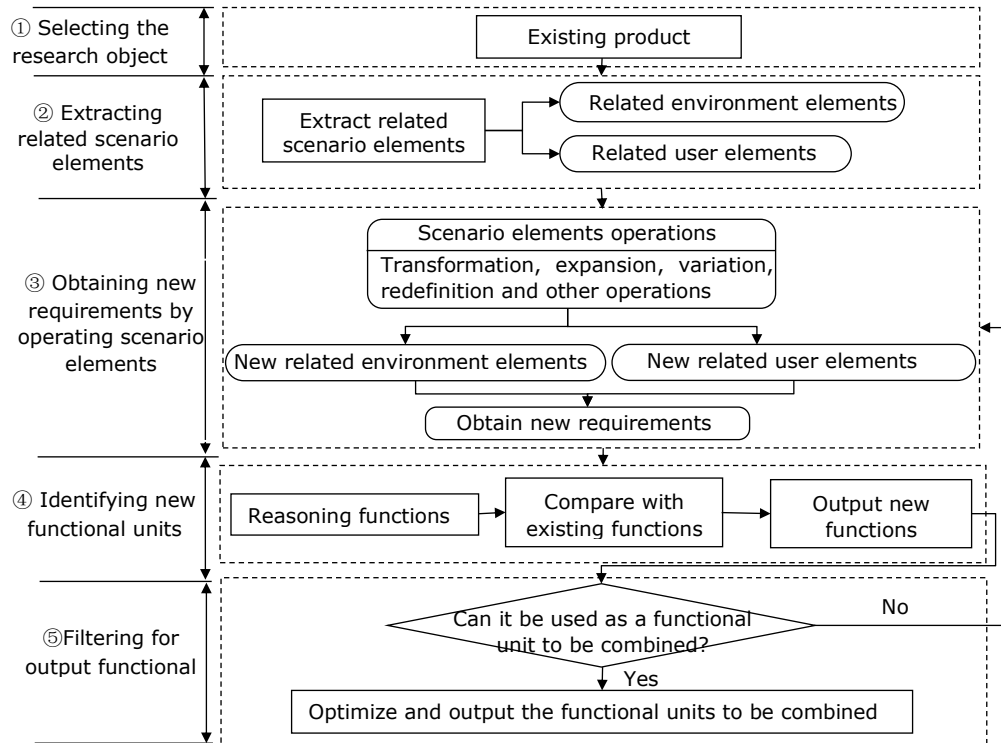 ① Selecting the
research object
Existing product
② Extracting
related scenario
elements
Extract related
scenario elements
Related environment elements
Related user elements
③ Obtaining new
requirements by
operating scenario
elements
Scenario elements operations
Transformation, expansion, variation,
redefinition and other operations
New related environment elements
New related user elements
Obtain new requirements
④ Identifying new
functional units
Reasoning functions
Compare with
existing functions
Output new
functions
⑤Filtering for
output functional
Can it be used as a functional
unit to be combined?
No
Yes
Optimize and output the functional units to be combined